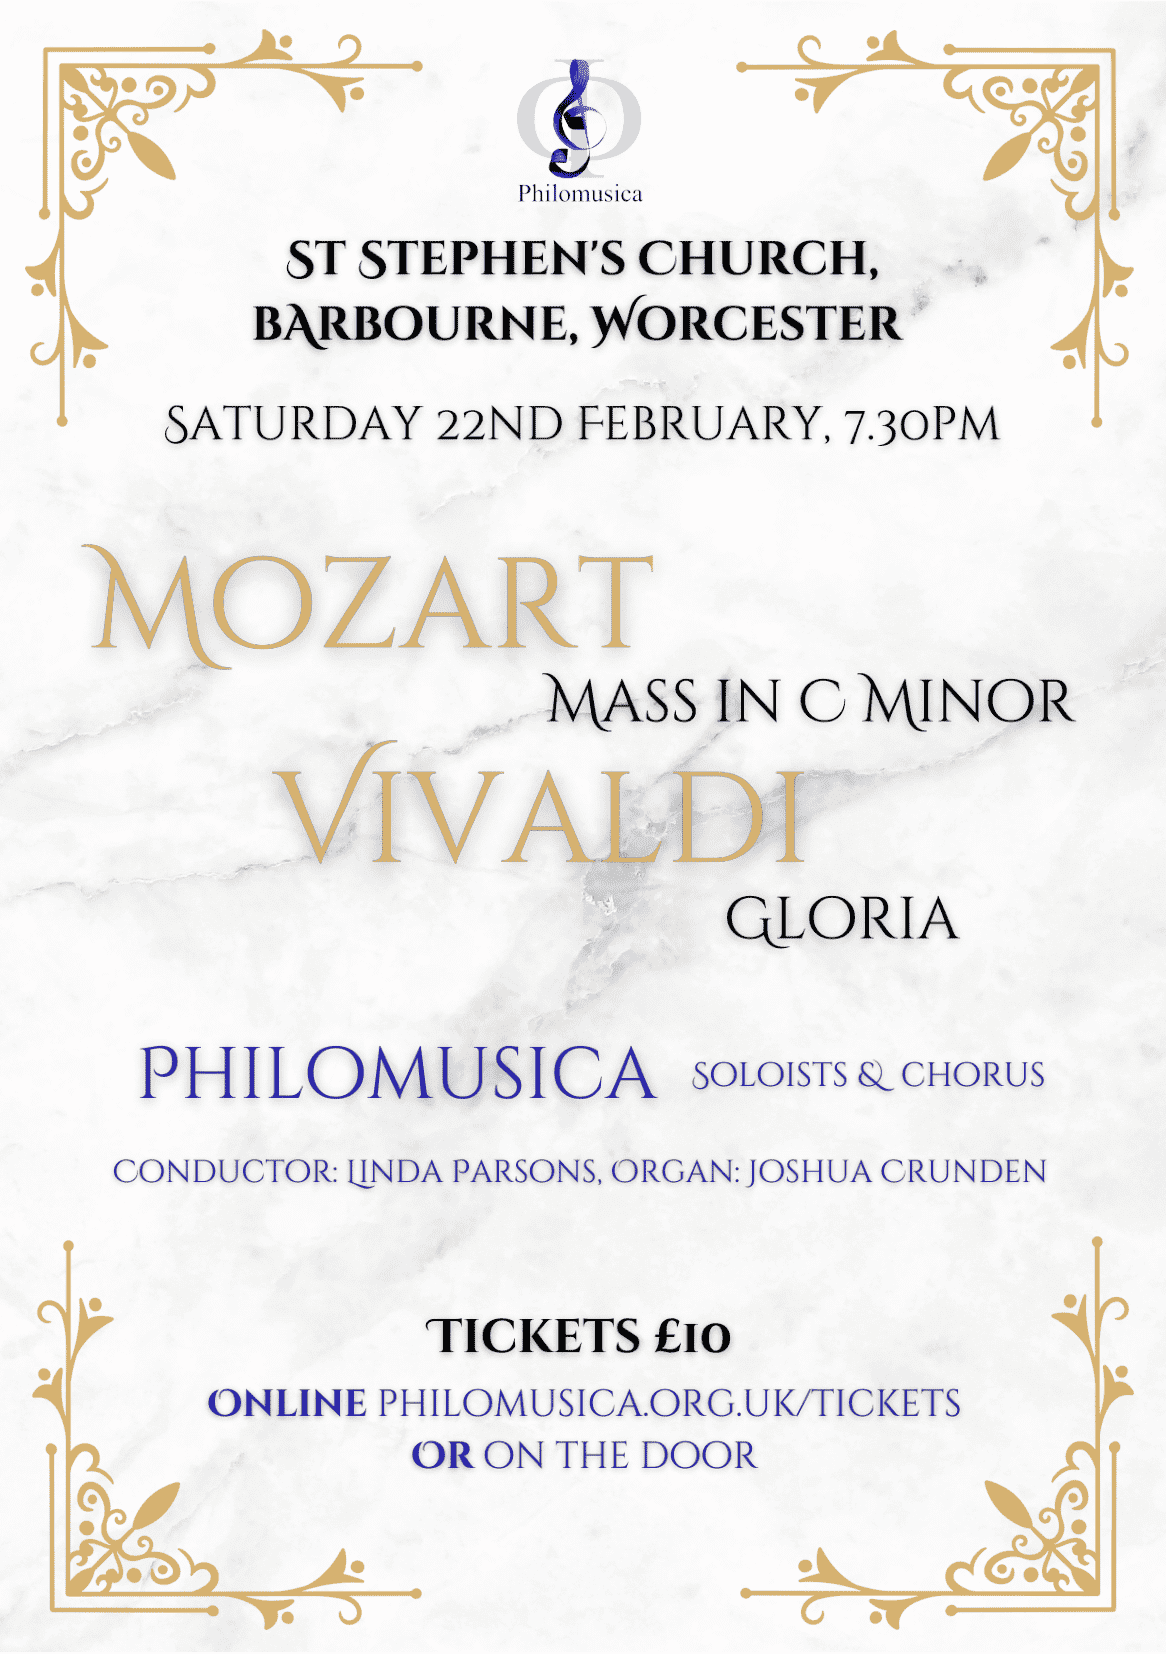 Philomusica
St Stephen's Church,
Barbourne, Worcester
Saturday 22nd February, 7.30pm
Mozart
Mass in C Minor
Vivaldi
Gloria
Philomusica Soloists & Chorus
Conductor: Linda Parsons, Organ: Joshua Crunden
Tickets £10
Online philomusica.org.uk/tickets
Or on the door